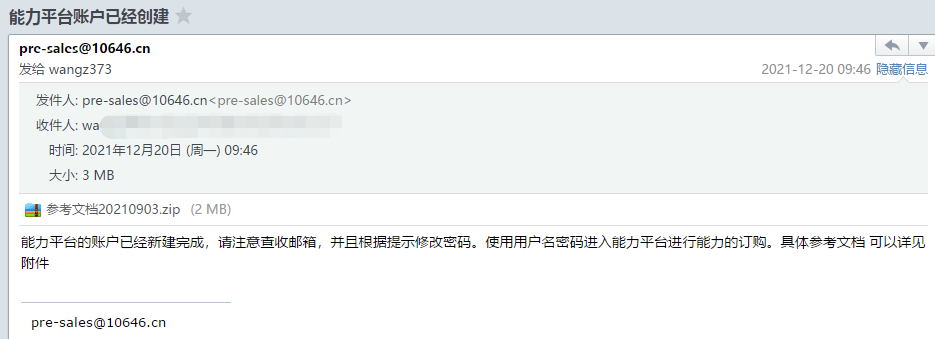 能力平台账户已经创建
pre-sales@10646.cn
发给 wangz373
2021-12-20 09:46 隐藏信息
发件人: pre-sales@10646.cn<pre-sales@10646.cn>
收件人: wa
时间: 2021年12月20日 (周一) 09:46
大小: 3 MB
参考文档20210903.zip (2 MB)
能力平台的账户已经新建完成，请注意查收邮箱，并且根据提示修改密码。使用用户名密码进入能力平台进行能力的订购。具体参考文档 可以详见
附件
pre-sales@10646.cn